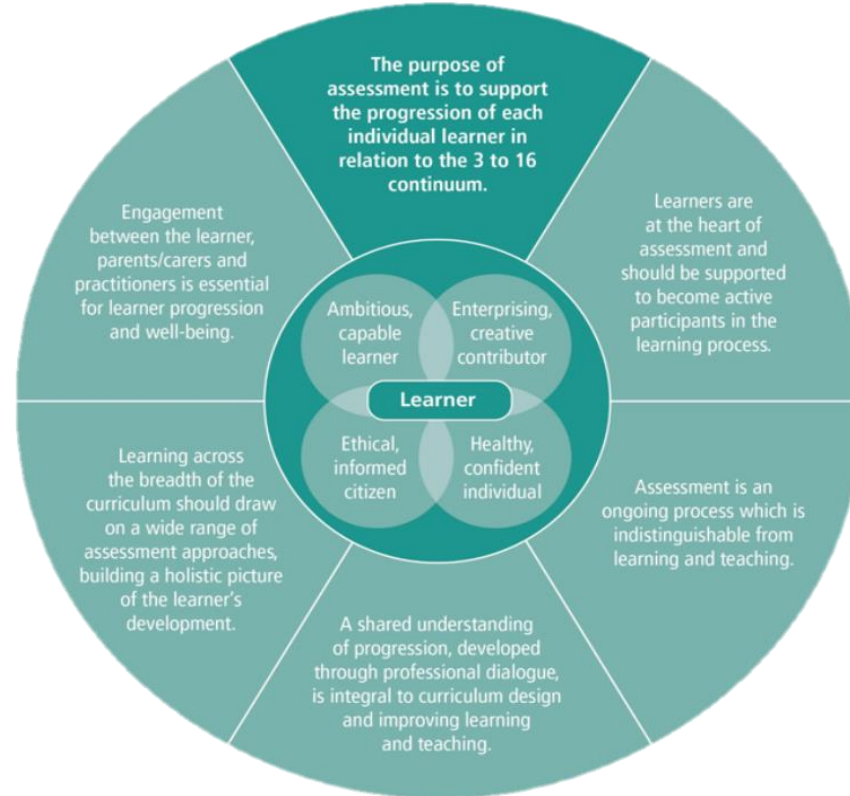 The purpose of
assessment is to support
the progression of each
individual learner in
relation to the 3 to 16
continuum.
Learners are
at the heart of
assessment and
should be supported
to become active
participants in the
learning process.
Assessment is an
ongoing process which is
indistinguishable from
learning and teaching.
A shared understanding
of progression, developed
through professional dialogue,
is integral to curriculum design
and improving learning
and teaching.
Learning across
the breadth of the
curriculum should draw
on a wide range of
assessment approaches,
building a holistic picture
of the learner's
development.
Engagement
between the learner,
parents/carers and
practitioners is essential
for learner progression
and well-being.
Ambitious,
capable
learner
Enterprising,
creative
contributor
Learner
Ethical,
informed
citizen
Healthy,
confident
individual